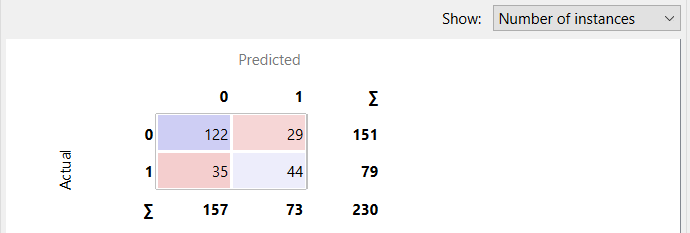 Show: Number of instances
Predicted
0 1 ∑
0 122 29 151
Actual
1 35 44 79
∑ 157 73 230